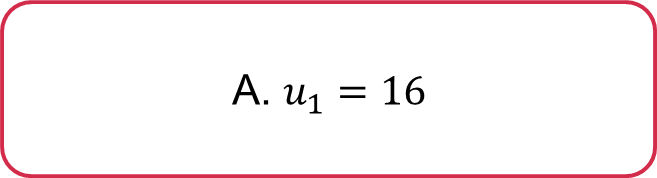 A. 𝑢₁ = 16